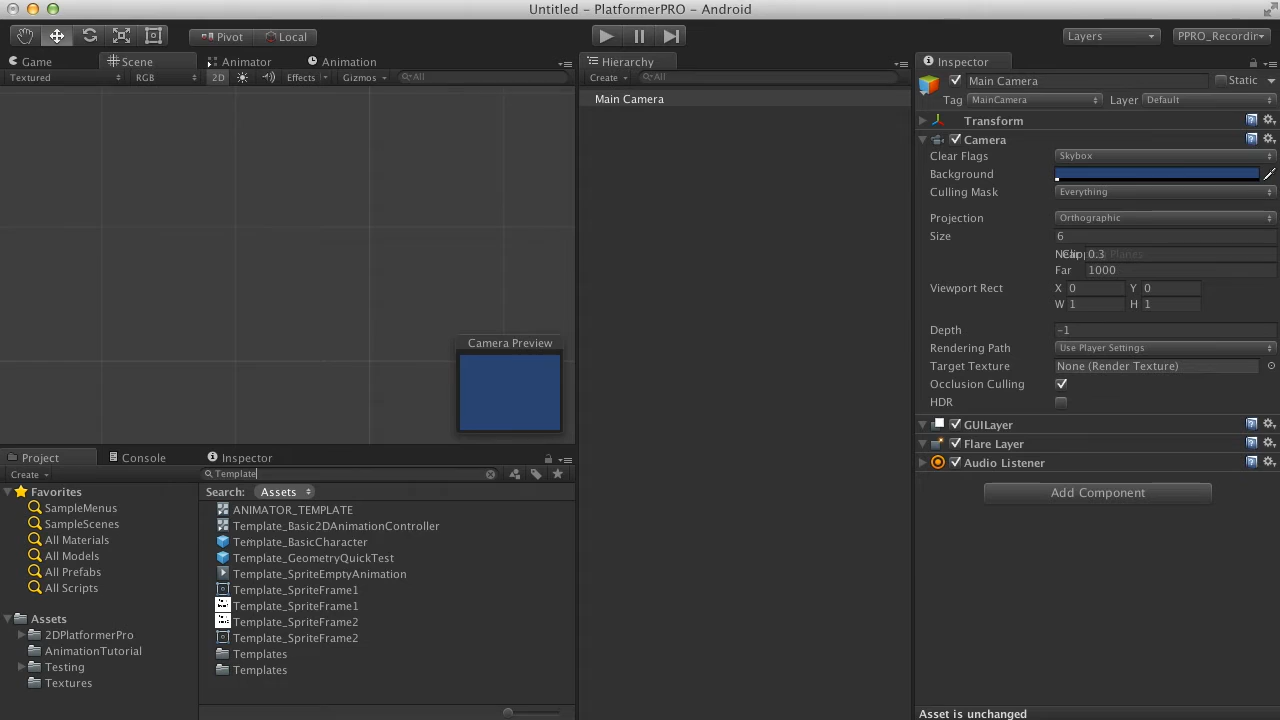 Untitled - PlatformerPRO - Android
Pivot Local
Layers PPRO_Recordin
Game Scene Animator Animation
Textured RGB 2D Effects Gizmos All
Camera Preview
Hierarchy
Create All
Main Camera
Inspector
Main Camera Static
Tag MainCamera Layer Default
Transform
Camera
Clear Flags Skybox
Background
Culling Mask Everything
Projection Orthographic
Size 6
Near 0.3 Clipping Planes
Far 1000
Viewport Rect X 0 Y 0
W 1 H 1
Depth -1
Rendering Path Use Player Settings
Target Texture None (Render Texture)
Occlusion Culling
HDR
GUILayer
Flare Layer
Audio Listener
Add Component
Asset is unchanged
Project Console Inspector
Create Template
Favorites
SampleMenus
SampleScenes
All Materials
All Models
All Prefabs
All Scripts
Assets
2DPlatformerPro
AnimationTutorial
Testing
Textures
Search: Assets
ANIMATOR_TEMPLATE
Template_Basic2DAnimationController
Template_BasicCharacter
Template_GeometryQuickTest
Template_SpriteEmptyAnimation
Template_SpriteFrame1
Template_SpriteFrame1
Template_SpriteFrame2
Template_SpriteFrame2
Templates
Templates